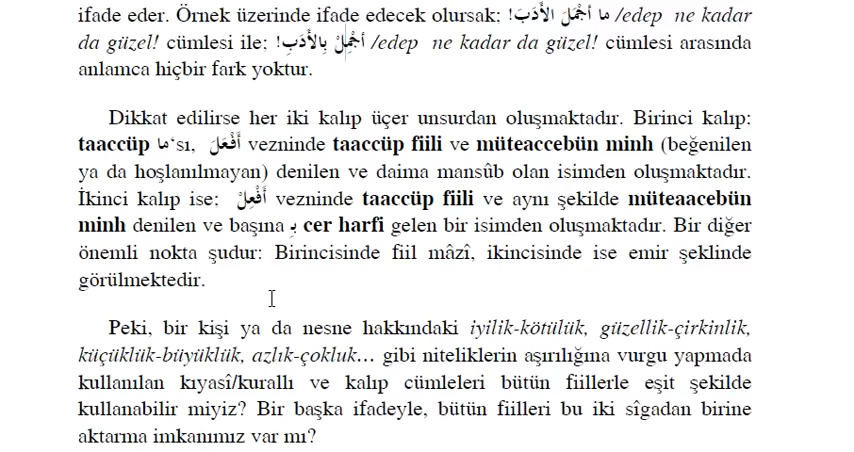 ifade eder. Örnek üzerinde ifade edecek olursak; ما أجْمَلَ الأَدَبَ! /edep ne kadar
da güzel! cümlesi ile; أجْمِلْ بِالأَدَبِ! /edep ne kadar da güzel! cümlesi arasında
anlamca hiçbir fark yoktur.
Dikkat edilirse her iki kalıp üçer unsurdan oluşmaktadır. Birinci kalıp;
taaccüp ما‘sı, أَفْعَلَ vezninde taaccüp fiili ve müteaccebün minh (beğenilen
ya da hoşlanılmayan) denilen ve daima mansûb olan isimden oluşmaktadır.
İkinci kalıp ise; أَفْعِلْ vezninde taaccüp fiili ve aynı şekilde müteaacebün
minh denilen ve başına بِـ cer harfi gelen bir isimden oluşmaktadır. Bir diğer
önemli nokta şudur: Birincisinde fiil mâzî, ikincisinde ise emir şeklinde
görülmektedir.
Peki, bir kişi ya da nesne hakkındaki iyilik-kötülük, güzellik-çirkinlik,
küçüklük-büyüklük, azlık-çokluk… gibi niteliklerin aşırılığına vurgu yapmada
kullanılan kıyasî/kurallı ve kalıp cümleleri bütün fiillerle eşit şekilde
kullanabilir miyiz? Bir başka ifadeyle, bütün fiilleri bu iki sîgadan birine
aktarma imkanımız var mı?